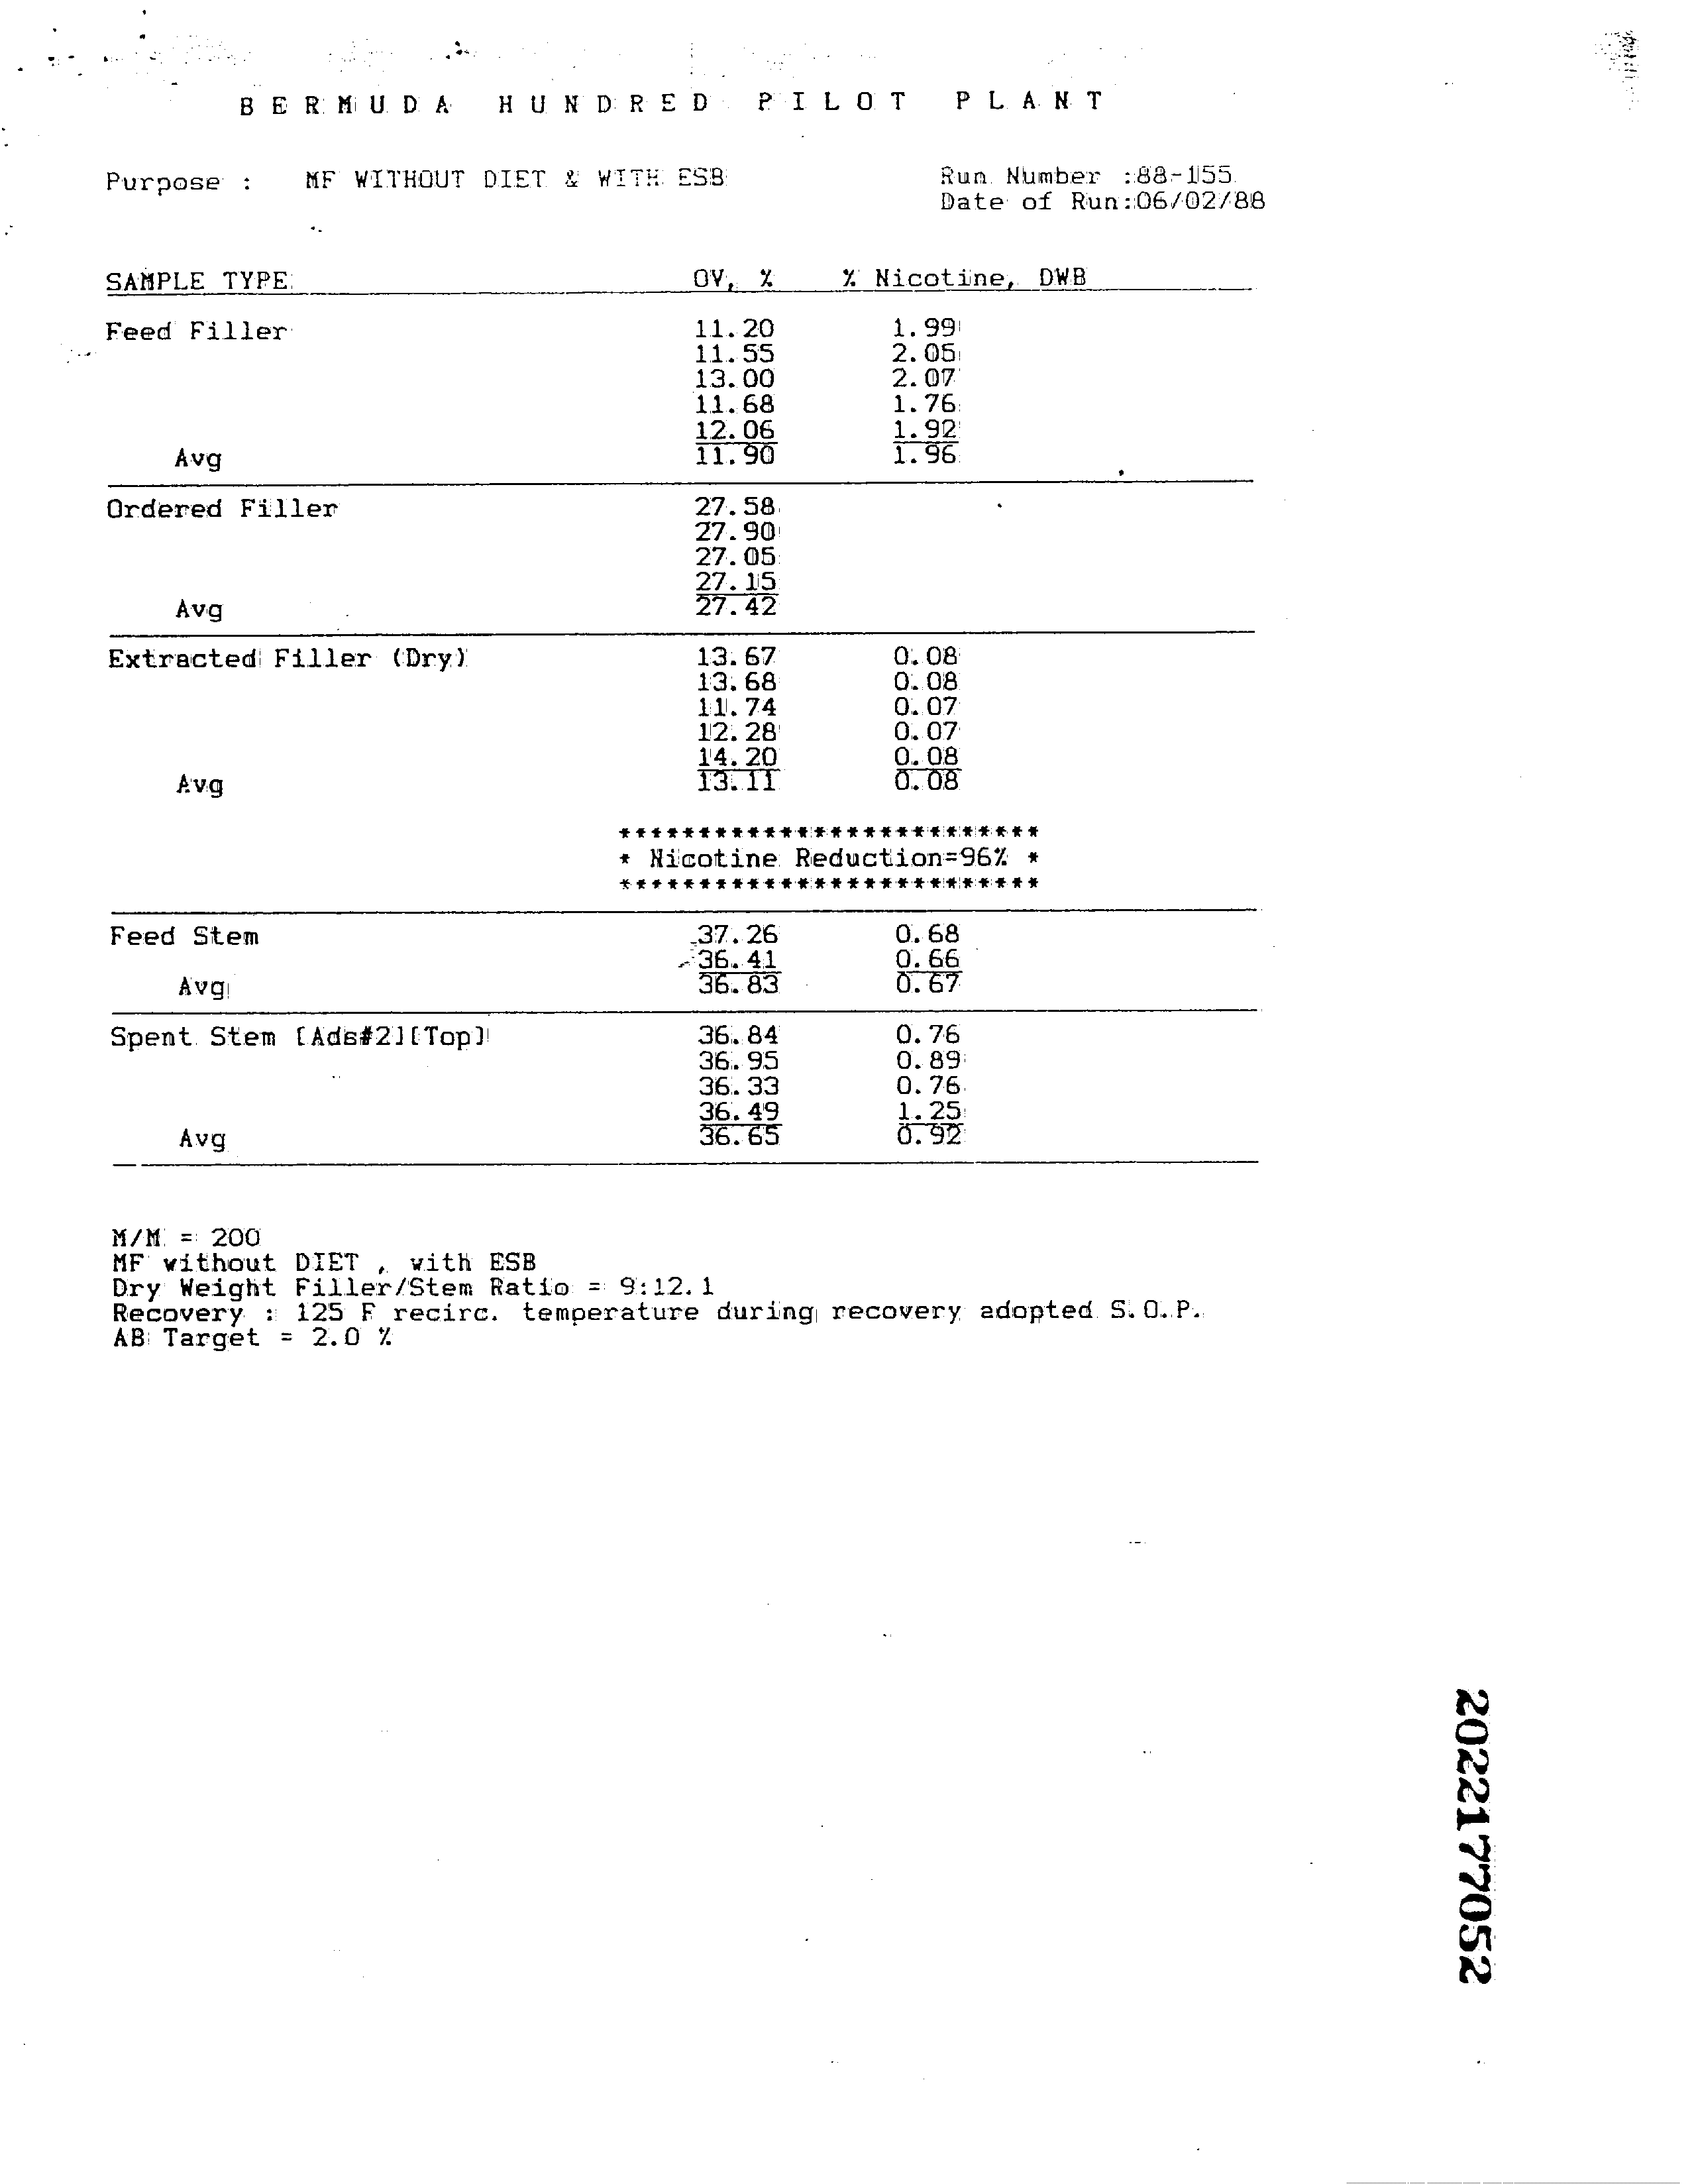 BERMUDA HUNDRED PILOT PLANT
Purpose : MF WITHOUT DIET & WITH ESB
Run Number :88-155
Date of Run:06/02/88
SAMPLE TYPE OV, % % Nicotine, DWB
Feed Filler 11.20 1.99
11.55 2.05
13.00 2.07
11.68 1.76
12.06 1.92
Avg 11.90 1.96
Ordered Filler 27.58
27.90
27.05
27.15
Avg 27.42
Extracted Filler (Dry) 13.67 0.08
13.68 0.08
11.74 0.07
12.28 0.07
14.20 0.08
Avg 13.11 0.08
**************************
* Nicotine Reduction=96% *
**************************
Feed Stem 37.26 0.68
36.41 0.66
Avg 36.83 0.67
Spent Stem [Ads#2][Top] 36.84 0.76
36.95 0.89
36.33 0.76
36.49 1.25
Avg 36.65 0.92
M/M = 200
MF without DIET , with ESB
Dry Weight Filler/Stem Ratio = 9:12.1
Recovery : 125 F recirc. temperature during recovery adopted S.O.P.
AB Target = 2.0 %
2022177052